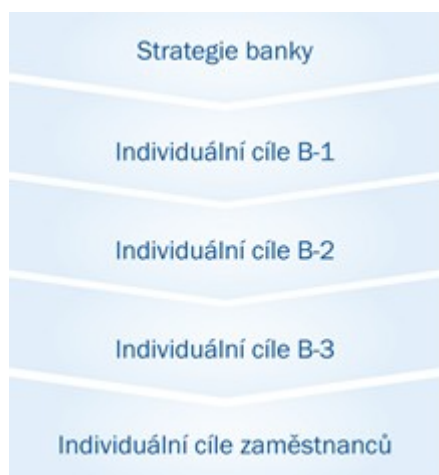 Strategie banky
Individuální cíle B-1
Individuální cíle B-2
Individuální cíle B-3
Individuální cíle zaměstnanců